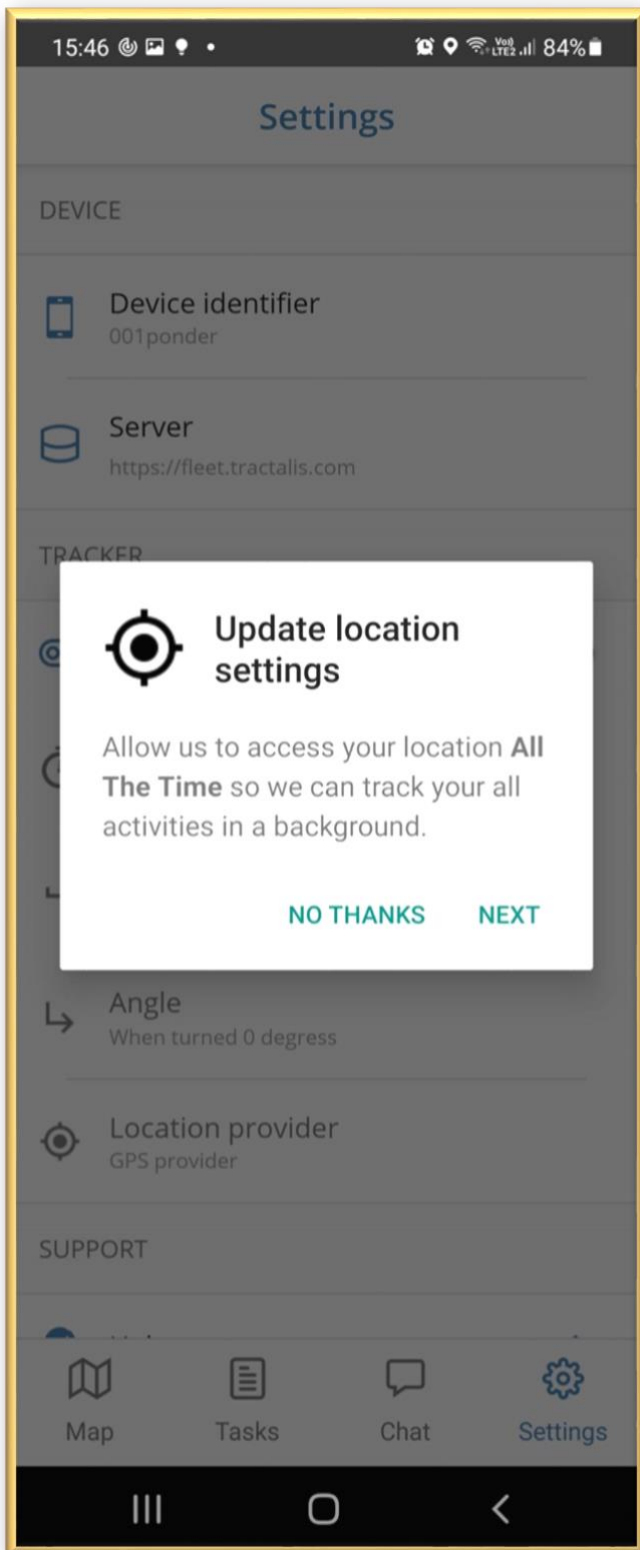 15:46 84%
Settings
DEVICE
Device identifier
001ponder
Server
https://fleet.tractalis.com
TRACKER
Update location
settings
Allow us to access your location All
The Time so we can track your all
activities in a background.
NO THANKS NEXT
Angle
When turned 0 degress
Location provider
GPS provider
SUPPORT
Map Tasks Chat Settings